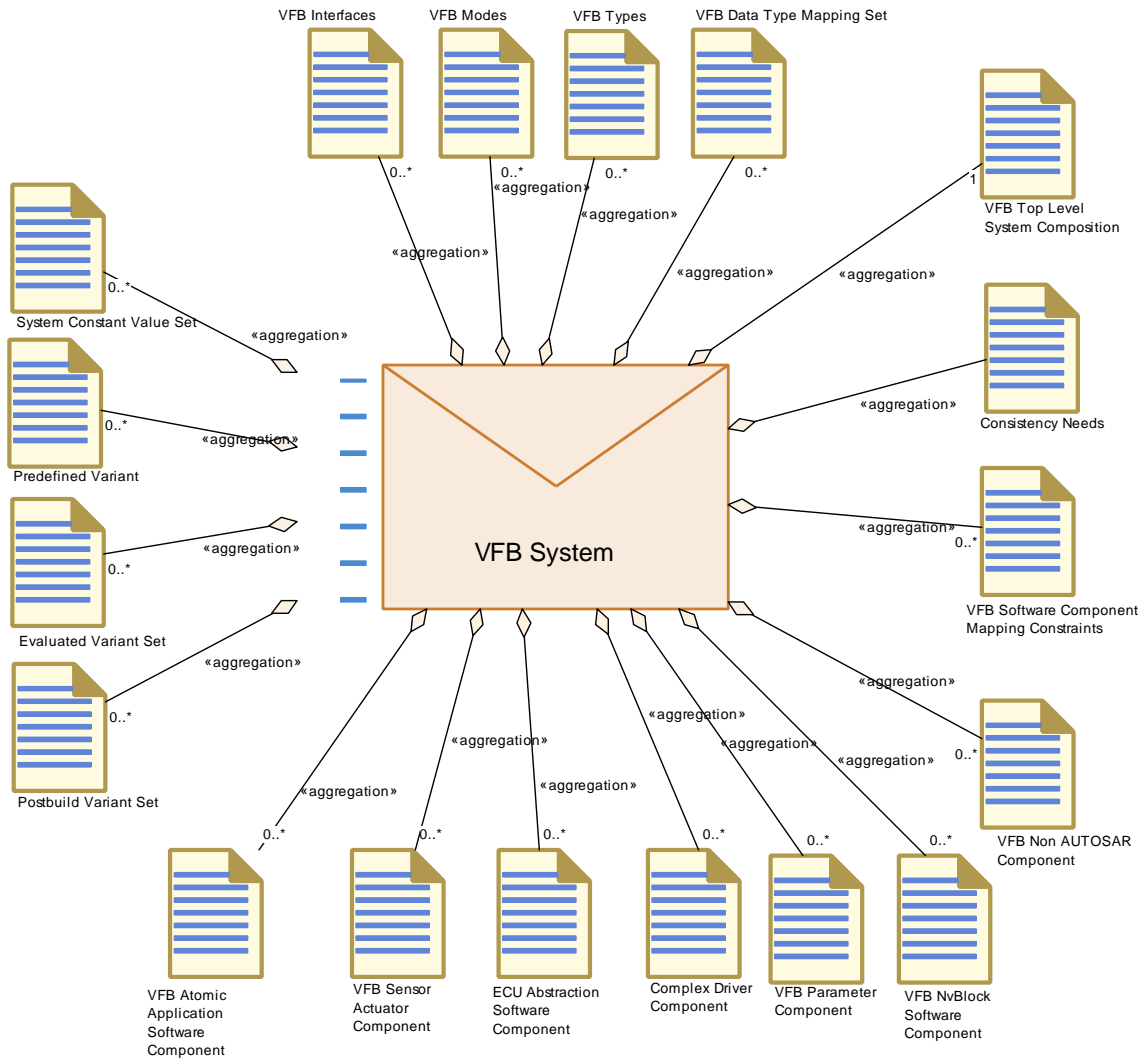 VFB Interfaces
VFB Modes
VFB Types
VFB Data Type Mapping Set
0..*
0..*
0..*
0..*
«aggregation»
«aggregation»
«aggregation»
«aggregation»
1
VFB Top Level
System Composition
«aggregation»
0..*
System Constant Value Set
«aggregation»
0..*
Predefined Variant
«aggregation»
«aggregation»
Consistency Needs
0..*
Evaluated Variant Set
«aggregation»
VFB System
«aggregation»
0..*
VFB Software Component
Mapping Constraints
0..*
Postbuild Variant Set
«aggregation»
«aggregation»
0..*
VFB Non AUTOSAR
Component
«aggregation»
«aggregation»
«aggregation»
«aggregation»
«aggregation»
«aggregation»
0..*
0..*
0..*
0..*
0..*
0..*
VFB Atomic
Application
Software
Component
VFB Sensor
Actuator
Component
ECU Abstraction
Software
Component
Complex Driver
Component
VFB Parameter
Component
VFB NvBlock
Software
Component